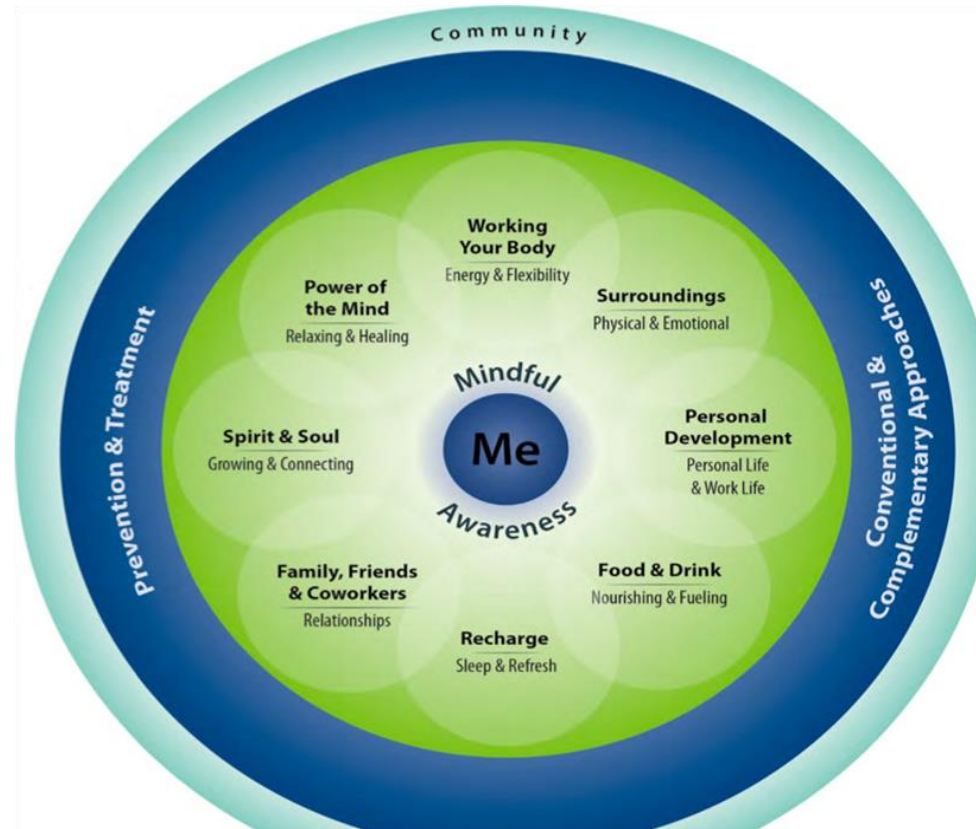 Community
Working
Your Body
Energy & Flexibility
Surroundings
Physical & Emotional
Personal
Development
Personal Life
& Work Life
Food & Drink
Nourishing & Fueling
Recharge
Sleep & Refresh
Family, Friends
& Coworkers
Relationships
Spirit & Soul
Growing & Connecting
Power of
the Mind
Relaxing & Healing
Mindful
Me
Awareness
Prevention & Treatment
Conventional &
Complementary Approaches